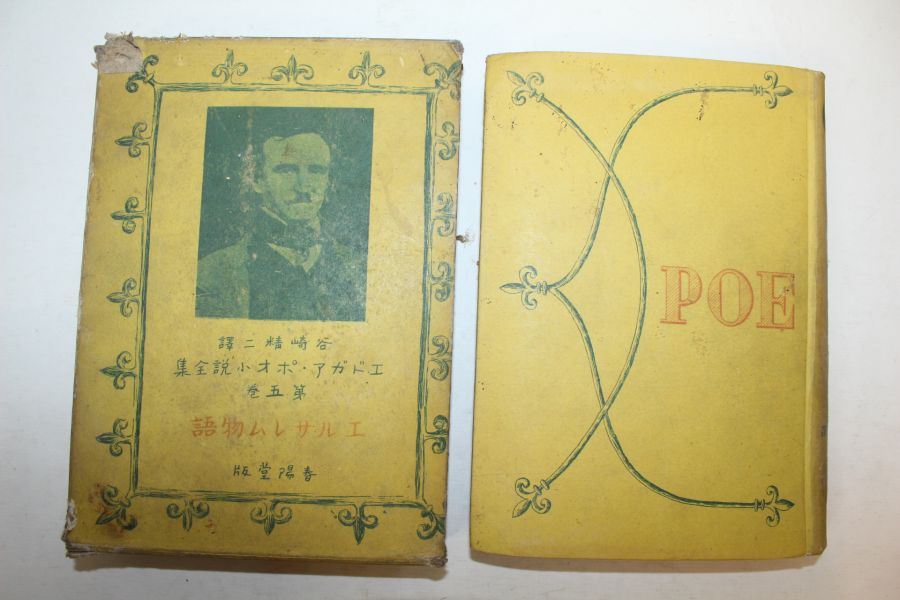 谷崎精二譯
エドガア・ポオ小説全集
第五巻
エルサレム物語
春陽堂版
POE